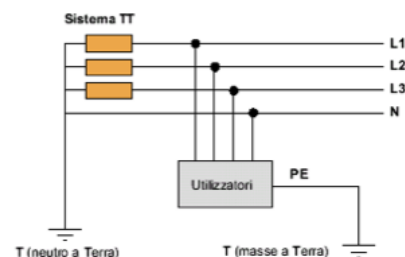 Sistema TT
L1
L2
L3
N
Utilizzatori
PE
T (neutro a Terra)
T (masse a Terra)